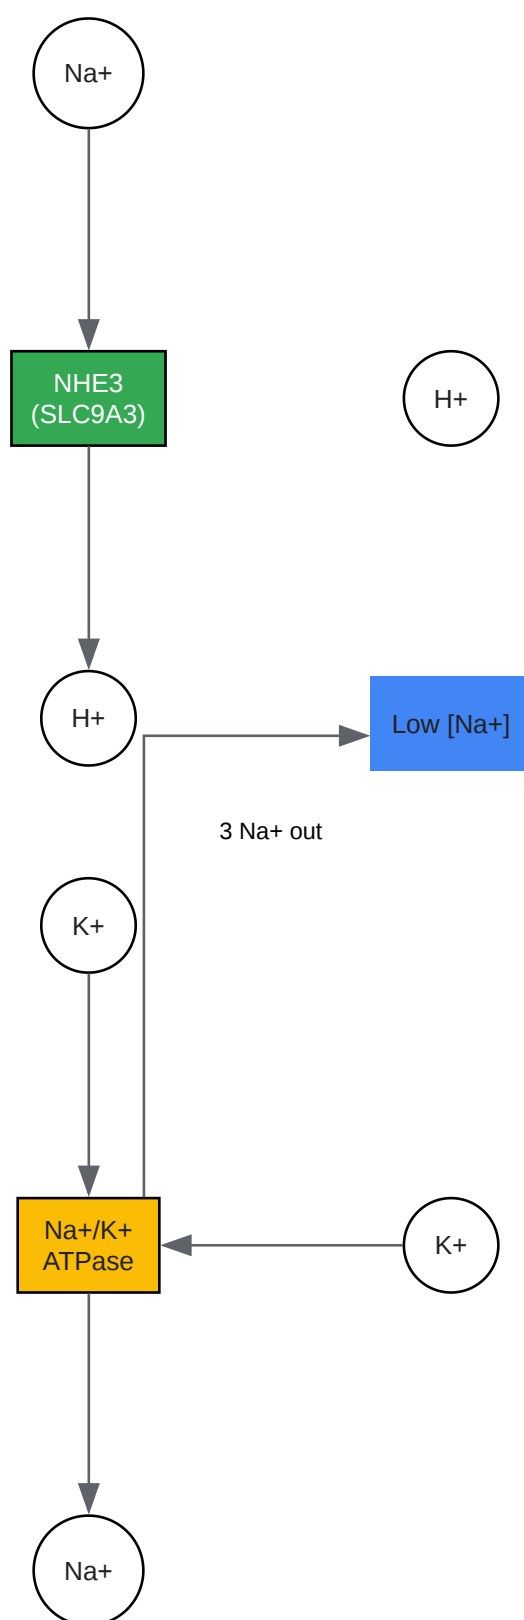 Na+
NHE3
(SLC9A3)
H+
H+
Low [Na+]
3 Na+ out
K+
Na+/K+
ATPase
K+
Na+